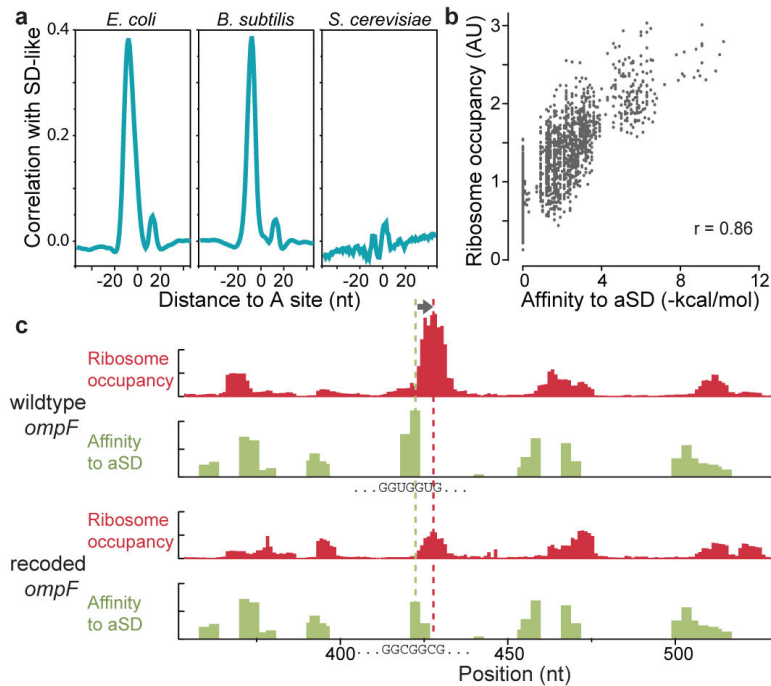 a
E. coli
B. subtilis
S. cerevisiae
Correlation with SD-like
0.4
0.2
0.0
-20 0 20
-20 0 20
-20 0 20
Distance to A site (nt)
b
Ribosome occupancy (AU)
3
2
1
0
r = 0.86
0 4 8 12
Affinity to aSD (-kcal/mol)
c
wildtype
ompF
Ribosome
occupancy
Affinity
to aSD
...GGUGGUG...
recoded
ompF
Ribosome
occupancy
Affinity
to aSD
400 450 500
...GGCGGCG...
Position (nt)